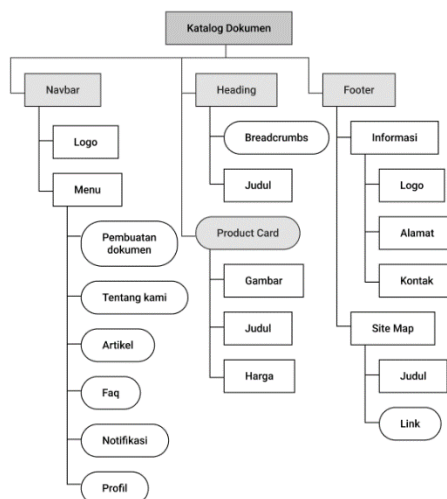 Katalog Dokumen
Navbar
Logo
Menu
Pembuatan
dokumen
Tentang kami
Artikel
Faq
Notifikasi
Profil
Heading
Breadcrumbs
Judul
Product Card
Gambar
Judul
Harga
Footer
Informasi
Logo
Alamat
Kontak
Site Map
Judul
Link